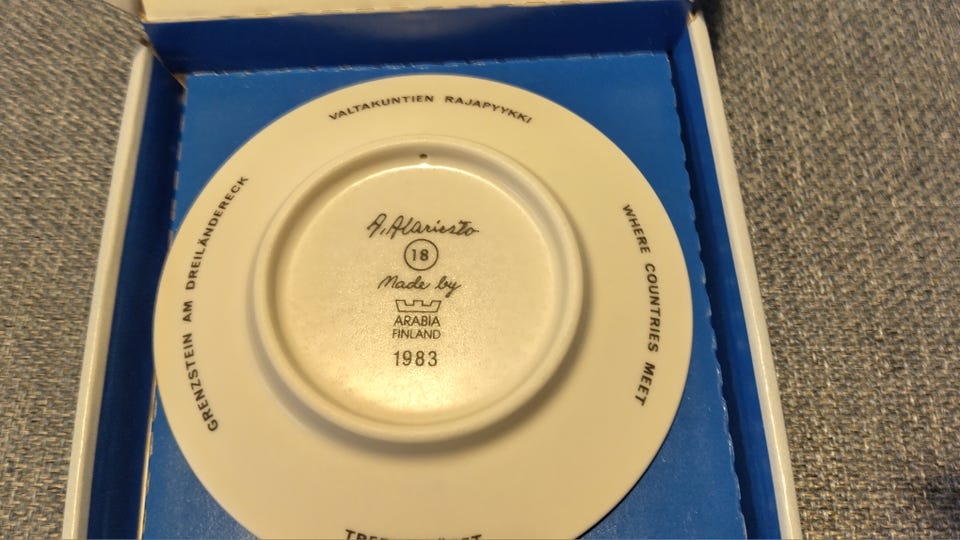 VALTAKUNTIEN RAJAPYYKKI
WHERE COUNTRIES MEET
GRENZSTEIN AM DREILÄNDERECK
A. Alariesto
18
Made by
ARABIA
FINLAND
1983